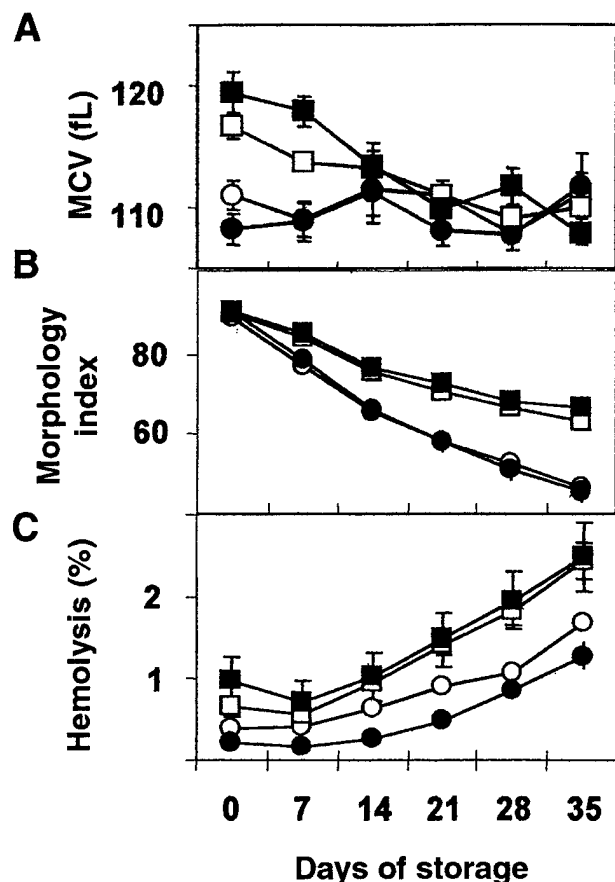 A
MCV (fL)
120
110
B
Morphology
index
80
60
C
Hemolysis (%)
2
1
0 7 14 21 28 35
Days of storage